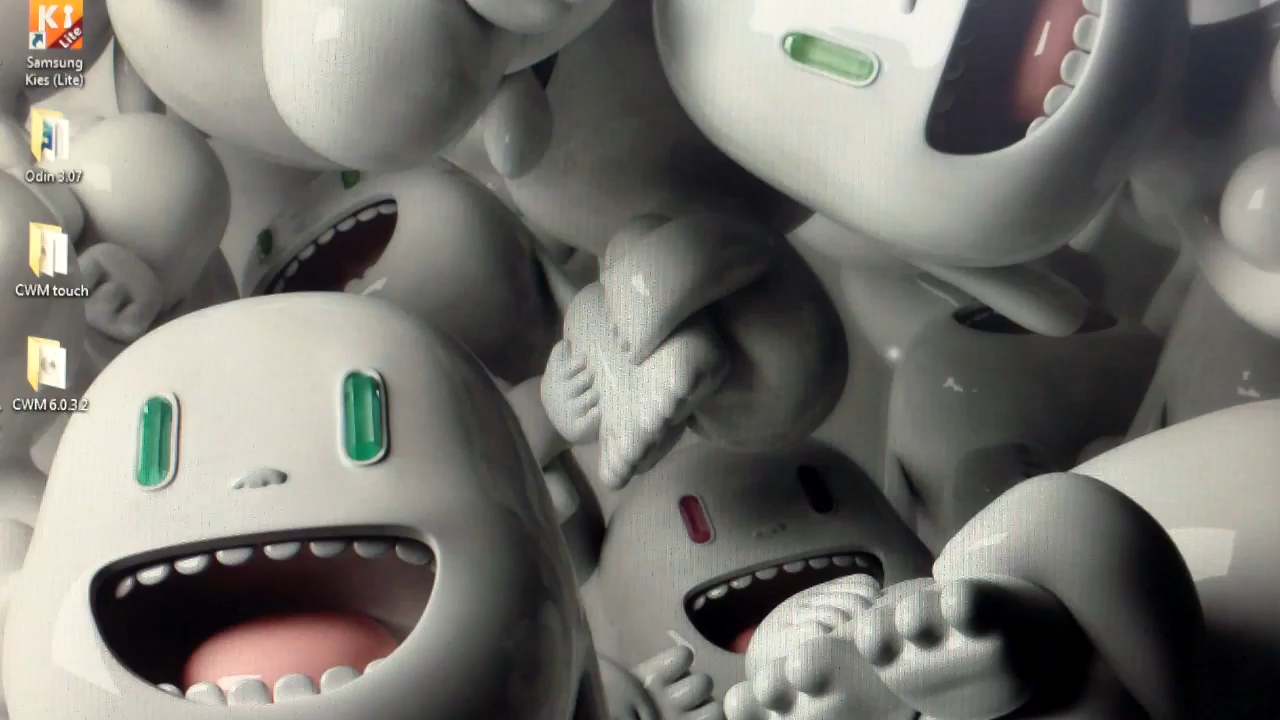 Ki
Lite
Samsung
Kies (Lite)
Odin 3.07
CWM touch
CWM 6.0.3.2